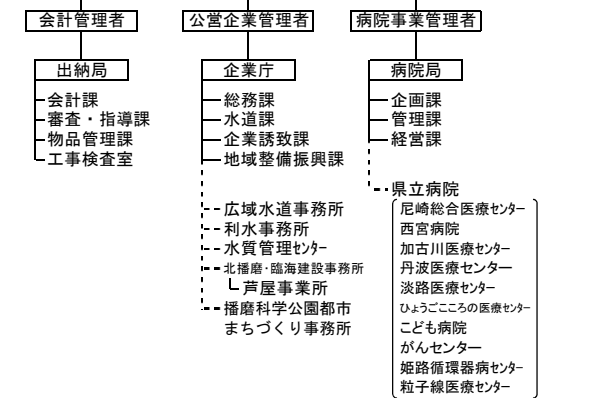 会計管理者
出納局
会計課
審査・指導課
物品管理課
工事検査室
公営企業管理者
企業庁
総務課
水道課
企業誘致課
地域整備振興課
広域水道事務所
利水事務所
水質管理ｾﾝﾀｰ
北播磨・臨海建設事務所
芦屋事業所
播磨科学公園都市
まちづくり事務所
病院事業管理者
病院局
企画課
管理課
経営課
県立病院
尼崎総合医療ｾﾝﾀｰ
西宮病院
加古川医療ｾﾝﾀｰ
丹波医療センター
淡路医療ｾﾝﾀｰ
ひょうごこころの医療ｾﾝﾀｰ
こども病院
がんセンター
姫路循環器病ｾﾝﾀｰ
粒子線医療ｾﾝﾀｰ